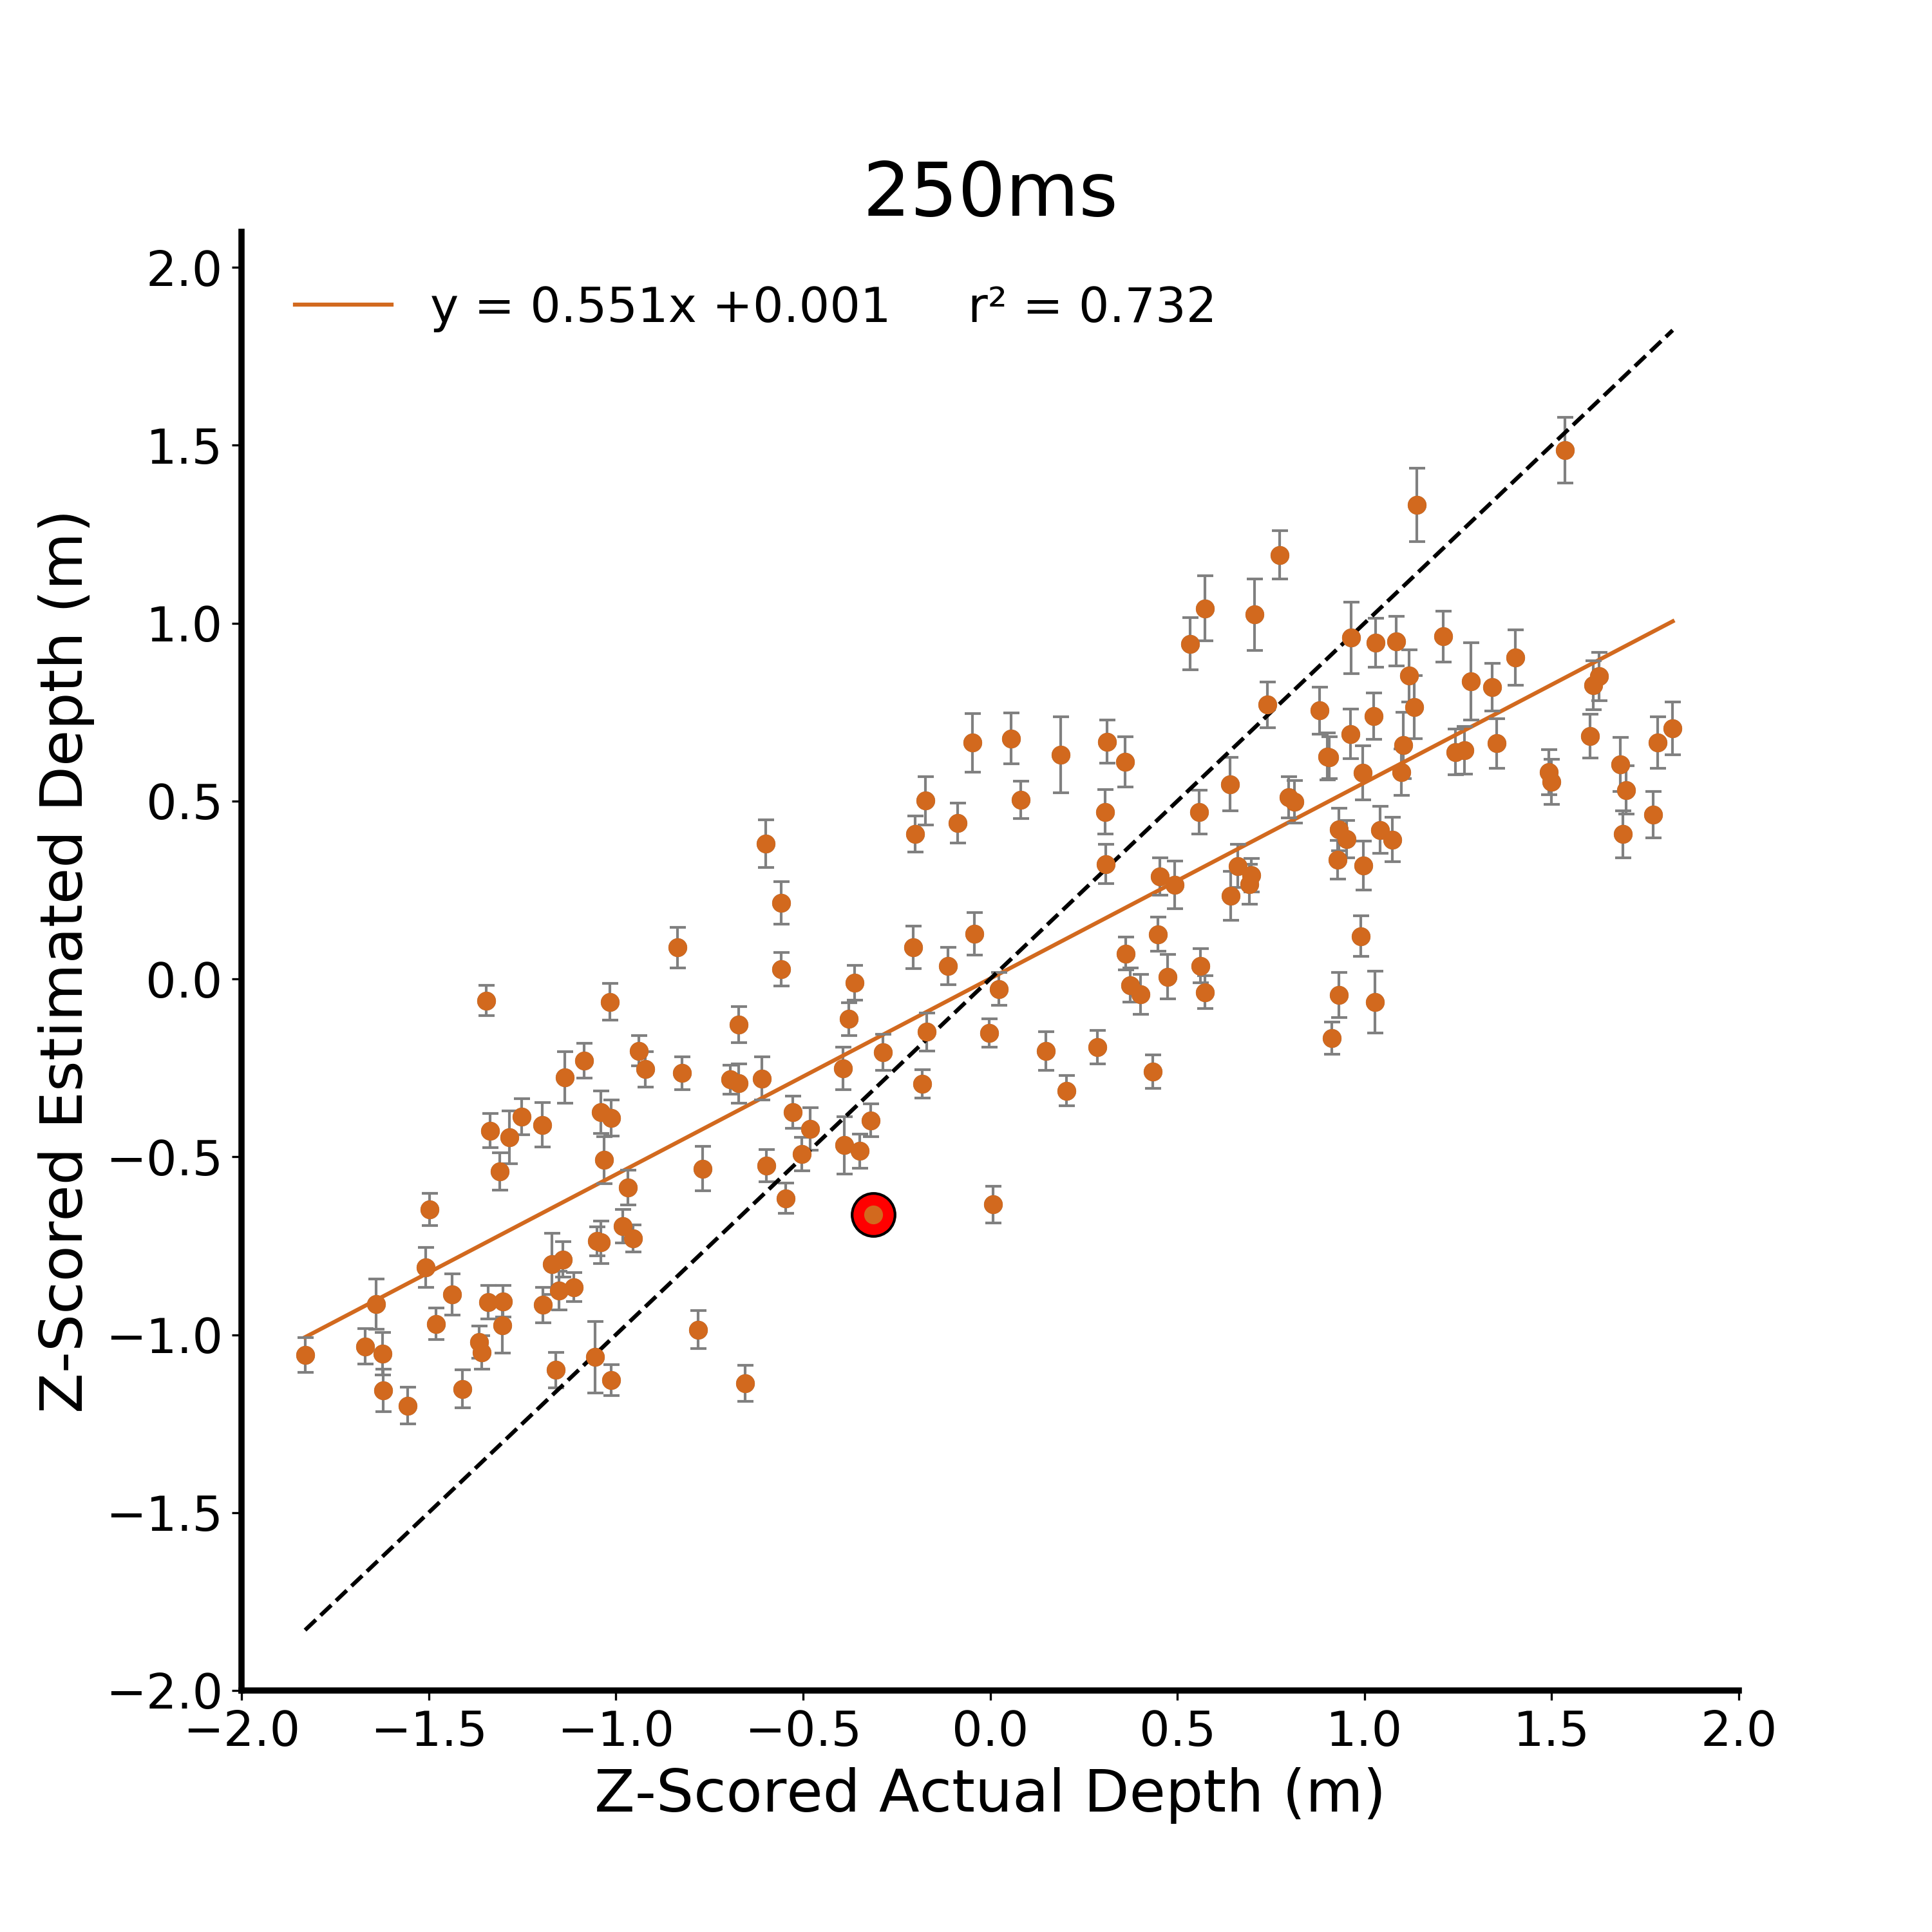 250ms
y = 0.551x +0.001 r² = 0.732
2.0
1.5
1.0
0.5
0.0
−0.5
−1.0
−1.5
−2.0
Z-Scored Estimated Depth (m)
−2.0 −1.5 −1.0 −0.5 0.0 0.5 1.0 1.5 2.0
Z-Scored Actual Depth (m)